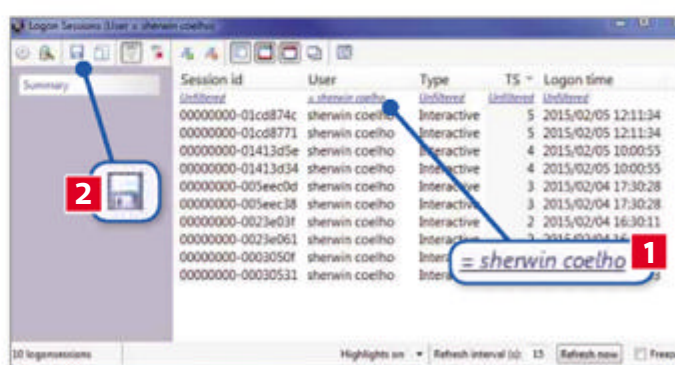 Logon Sessions (User = sherwin coelho)
Summary
Session id User Type TS Logon time
Unfiltered = sherwin coelho Unfiltered Unfiltered Unfiltered
00000000-01cd874c sherwin coelho Interactive 5 2015/02/05 12:11:34
00000000-01cd8771 sherwin coelho Interactive 5 2015/02/05 12:11:34
00000000-01413d5e sherwin coelho Interactive 4 2015/02/05 10:00:55
00000000-01413d34 sherwin coelho Interactive 4 2015/02/05 10:00:55
00000000-005eec0d sherwin coelho Interactive 3 2015/02/04 17:30:28
00000000-005eec38 sherwin coelho Interactive 3 2015/02/04 17:30:28
00000000-0023e03f sherwin coelho Interactive 2 2015/02/04 16:30:11
00000000-0023e061 sherwin coelho
00000000-0003050f sherwin coelho
00000000-00030531 sherwin coelho
2
= sherwin coelho 1
10 logonsessions Highlights on Refresh interval (s): 15 Refresh now Freeze